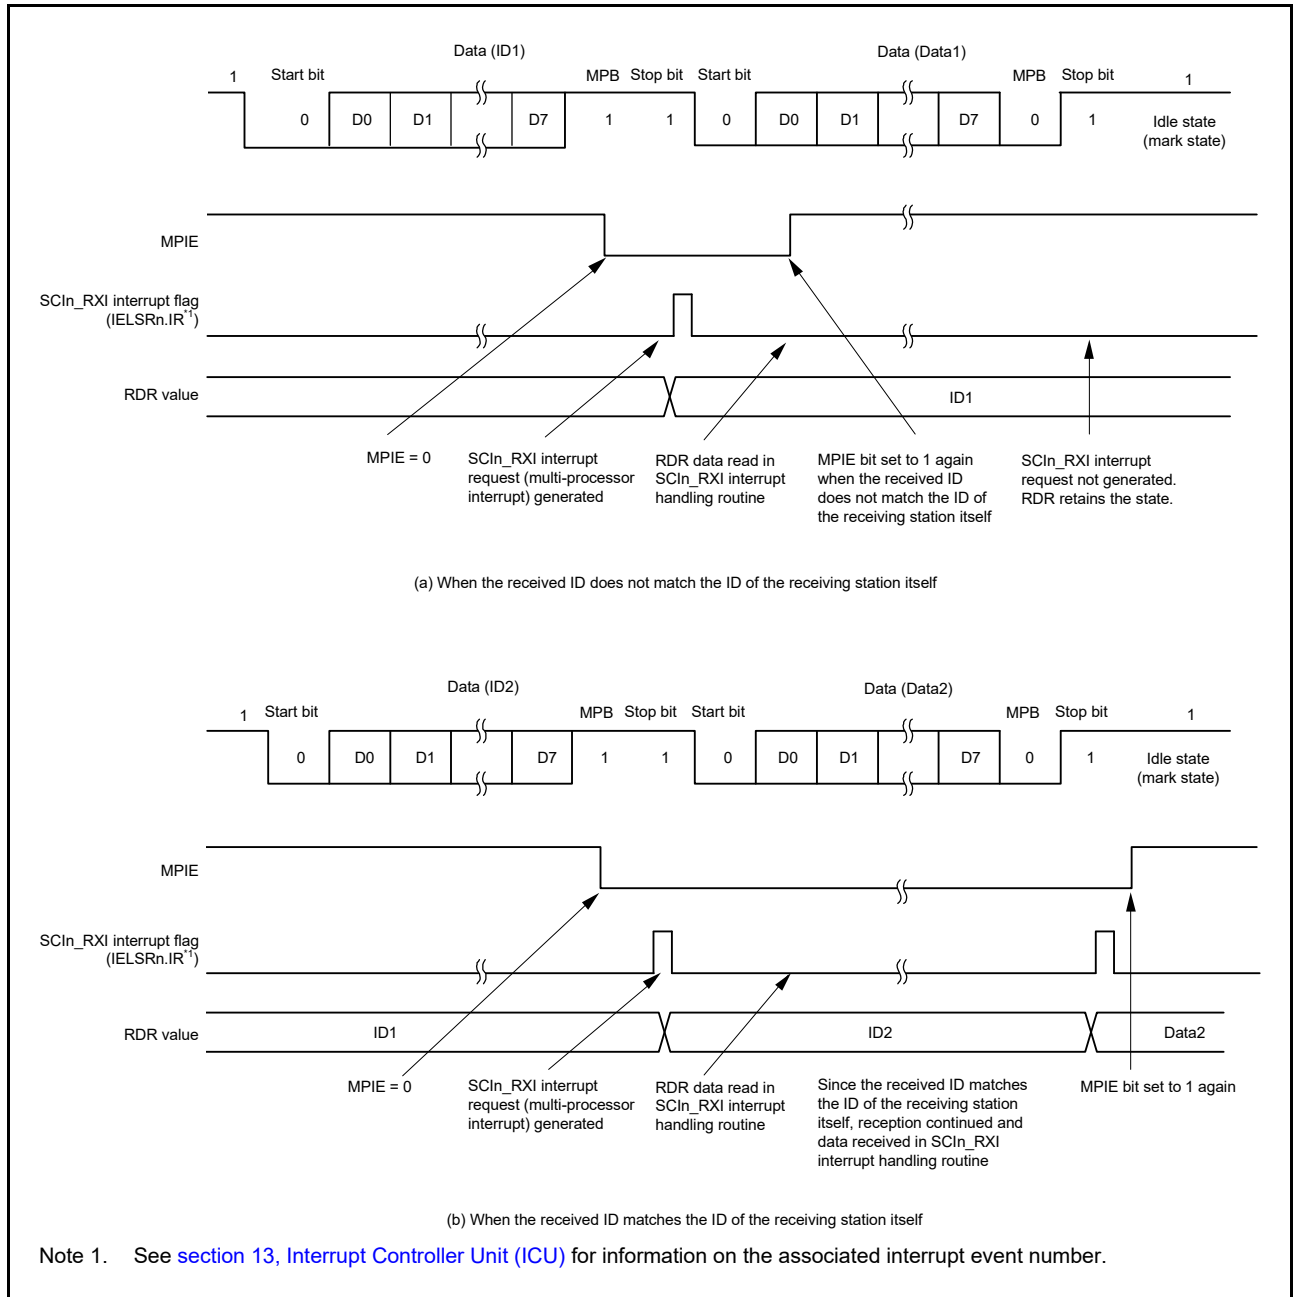 Data (ID1) Data (Data1)
1 Start bit MPB Stop bit Start bit MPB Stop bit 1
0 D0 D1 D7 1 1 0 D0 D1 D7 0 1 Idle state
(mark state)
MPIE
SCIn_RXI interrupt flag
(IELSRn.IR*1)
RDR value ID1
MPIE = 0
SCIn_RXI interrupt
request (multi-processor
interrupt) generated
RDR data read in
SCIn_RXI interrupt
handling routine
MPIE bit set to 1 again
when the received ID
does not match the ID of
the receiving station itself
SCIn_RXI interrupt
request not generated.
RDR retains the state.
(a) When the received ID does not match the ID of the receiving station itself
Data (ID2) Data (Data2)
1 Start bit MPB Stop bit Start bit MPB Stop bit 1
0 D0 D1 D7 1 1 0 D0 D1 D7 0 1 Idle state
(mark state)
MPIE
SCIn_RXI interrupt flag
(IELSRn.IR*1)
RDR value ID1 ID2 Data2
MPIE = 0
SCIn_RXI interrupt
request (multi-processor
interrupt) generated
RDR data read in
SCIn_RXI interrupt
handling routine
Since the received ID matches
the ID of the receiving station
itself, reception continued and
data received in SCIn_RXI
interrupt handling routine
MPIE bit set to 1 again
(b) When the received ID matches the ID of the receiving station itself
Note 1. See section 13, Interrupt Controller Unit (ICU) for information on the associated interrupt event number.